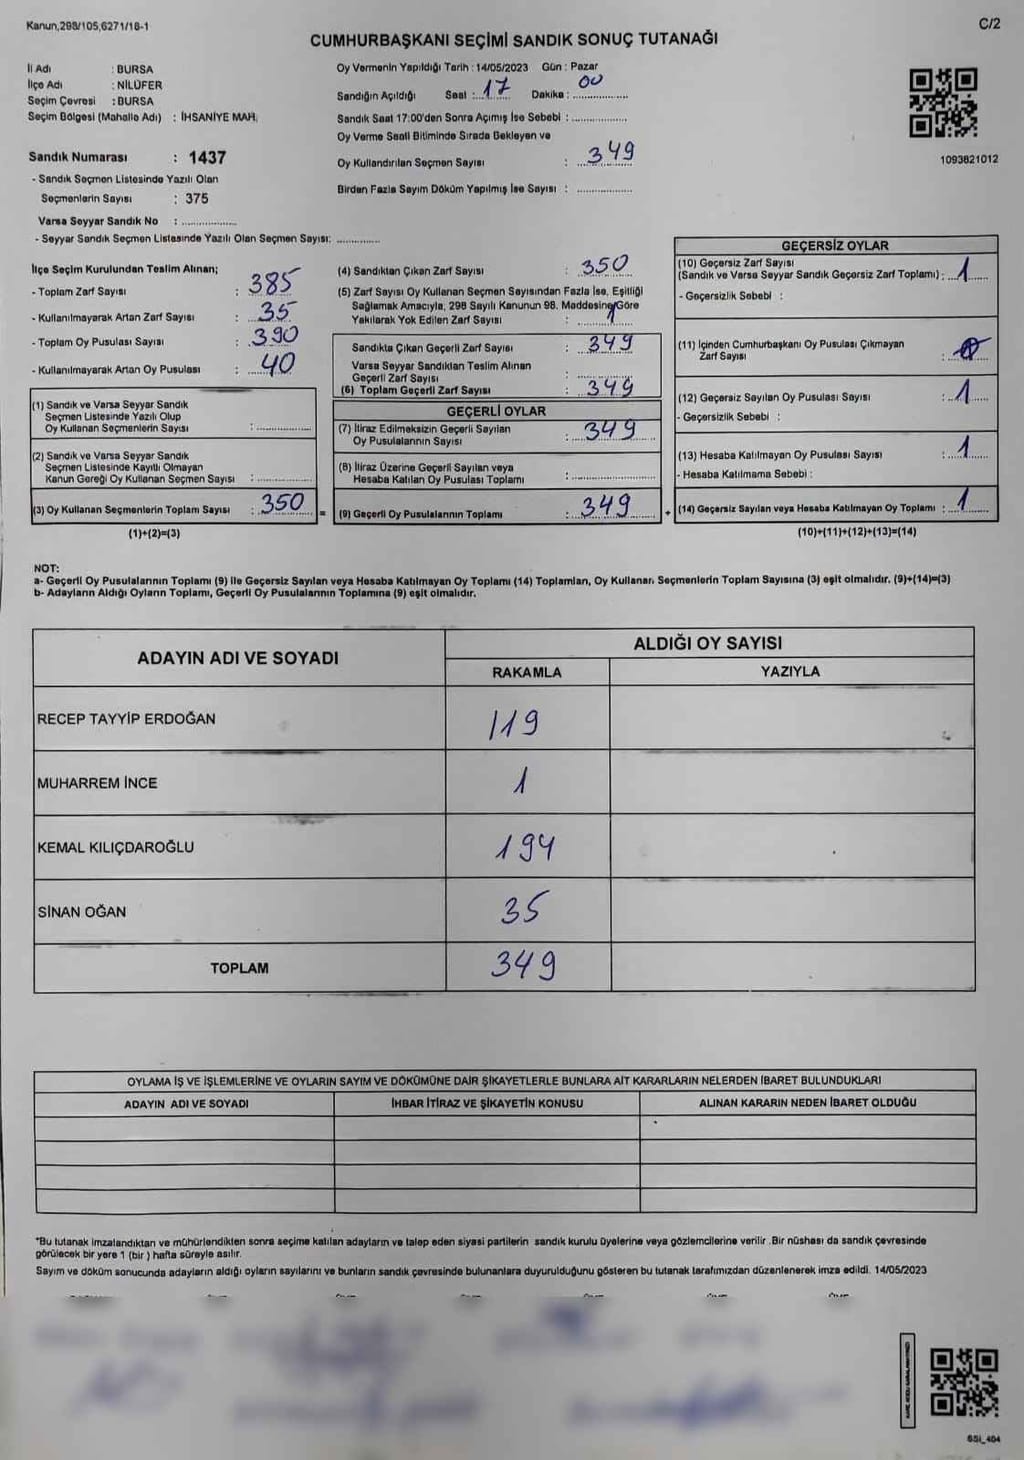 Kanun,298/105,6271/18-1
C/2
CUMHURBAŞKANI SEÇİMİ SANDIK SONUÇ TUTANAĞI
İl Adı : BURSA
İlçe Adı : NİLÜFER
Seçim Çevresi : BURSA
Seçim Bölgesi (Mahalle Adı) : İHSANİYE MAH.
Sandık Numarası : 1437
- Sandık Seçmen Listesinde Yazılı Olan
Seçmenlerin Sayısı : 375
Varsa Seyyar Sandık No : ..................
- Seyyar Sandık Seçmen Listesinde Yazılı Olan Seçmen Sayısı: .............
Oy Vermenin Yapıldığı Tarih : 14/05/2023 Gün : Pazar
Sandığın Açıldığı Saat : 17 Dakika : 00
Sandık Saat 17:00'den Sonra Açımış İse Sebebi : ..................
Oy Verme Saati Bitiminde Sırada Bekleyen ve
Oy Kullandırılan Seçmen Sayısı : 349
Birden Fazla Sayım Döküm Yapılmış İse Sayısı : ..................
1093821012
İlçe Seçim Kurulundan Teslim Alınan;
- Toplam Zarf Sayısı : 385
- Kullanılmayarak Artan Zarf Sayısı : 35
- Toplam Oy Pusulası Sayısı : 390
- Kullanılmayarak Artan Oy Pusulası : 40
(1) Sandık ve Varsa Seyyar Sandık
Seçmen Listesinde Yazılı Olup
Oy Kullanan Seçmenlerin Sayısı : ..................
(2) Sandık ve Varsa Seyyar Sandık
Seçmen Listesinde Kayıtlı Olmayan
Kanun Gereği Oy Kullanan Seçmen Sayısı : ..................
(3) Oy Kullanan Seçmenlerin Toplam Sayısı : 350 =
(1)+(2)=(3)
(4) Sandıktan Çıkan Zarf Sayısı : 350
(5) Zarf Sayısı Oy Kullanan Seçmen Sayısından Fazla İse, Eşitliği
Sağlamak Amacıyla, 298 Sayılı Kanunun 98. Maddesine Göre
Yakılarak Yok Edilen Zarf Sayısı : 1
Sandıkta Çıkan Geçerli Zarf Sayısı : 349
Varsa Seyyar Sandıktan Teslim Alınan
Geçerli Zarf Sayısı : ..................
(6) Toplam Geçerli Zarf Sayısı : 349
GEÇERLİ OYLAR
(7) İtiraz Edilmeksizin Geçerli Sayılan
Oy Pusulalarının Sayısı : 349
(8) İtiraz Üzerine Geçerli Sayılan veya
Hesaba Katılan Oy Pusulası Toplamı : ..................
(9) Geçerli Oy Pusulalarının Toplamı : 349 +
GEÇERSİZ OYLAR
(10) Geçersiz Zarf Sayısı
(Sandık ve Varsa Seyyar Sandık Geçersiz Zarf Toplamı) : 1
- Geçersizlik Sebebi :
(11) İçinden Cumhurbaşkanı Oy Pusulası Çıkmayan
Zarf Sayısı :
(12) Geçersiz Sayılan Oy Pusulası Sayısı : 1
- Geçersizlik Sebebi :
(13) Hesaba Katılmayan Oy Pusulası Sayısı : 1
- Hesaba Katılmama Sebebi :
(14) Geçersiz Sayılan veya Hesaba Katılmayan Oy Toplamı : 1
(10)+(11)+(12)+(13)=(14)
NOT:
a- Geçerli Oy Pusulalarının Toplamı (9) ile Geçersiz Sayılan veya Hesaba Katılmayan Oy Toplamı (14) Toplamları, Oy Kullanan Seçmenlerin Toplam Sayısına (3) eşit olmalıdır. (9)+(14)=(3)
b- Adayların Aldığı Oyların Toplamı, Geçerli Oy Pusulalarının Toplamına (9) eşit olmalıdır.
ADAYIN ADI VE SOYADI
ALDIĞI OY SAYISI
RAKAMLA YAZIYLA
RECEP TAYYİP ERDOĞAN 119
MUHARREM İNCE 1
KEMAL KILIÇDAROĞLU 194
SİNAN OĞAN 35
TOPLAM 349
OYLAMA İŞ VE İŞLEMLERİNE VE OYLARIN SAYIM VE DÖKÜMÜNE DAİR ŞİKAYETLERLE BUNLARA AİT KARARLARIN NELERDEN İBARET BULUNDUKLARI
ADAYIN ADI VE SOYADI İHBAR İTİRAZ VE ŞİKAYETİN KONUSU ALINAN KARARIN NEDEN İBARET OLDUĞU
*Bu tutanak imzalandıktan ve mühürlendikten sonra seçime katılan adayların ve talep eden siyasi partilerin sandık kurulu üyelerine veya gözlemcilerine verilir .Bir nüshası da sandık çevresinde
görülecek bir yere 1 (bir ) hafta süreyle asılır.
Sayım ve döküm sonucunda adayların aldığı oyların sayılarını ve bunların sandık çevresinde bulunanlara duyurulduğunu gösteren bu tutanak tarafımızdan düzenlenerek imza edildi. 14/05/2023